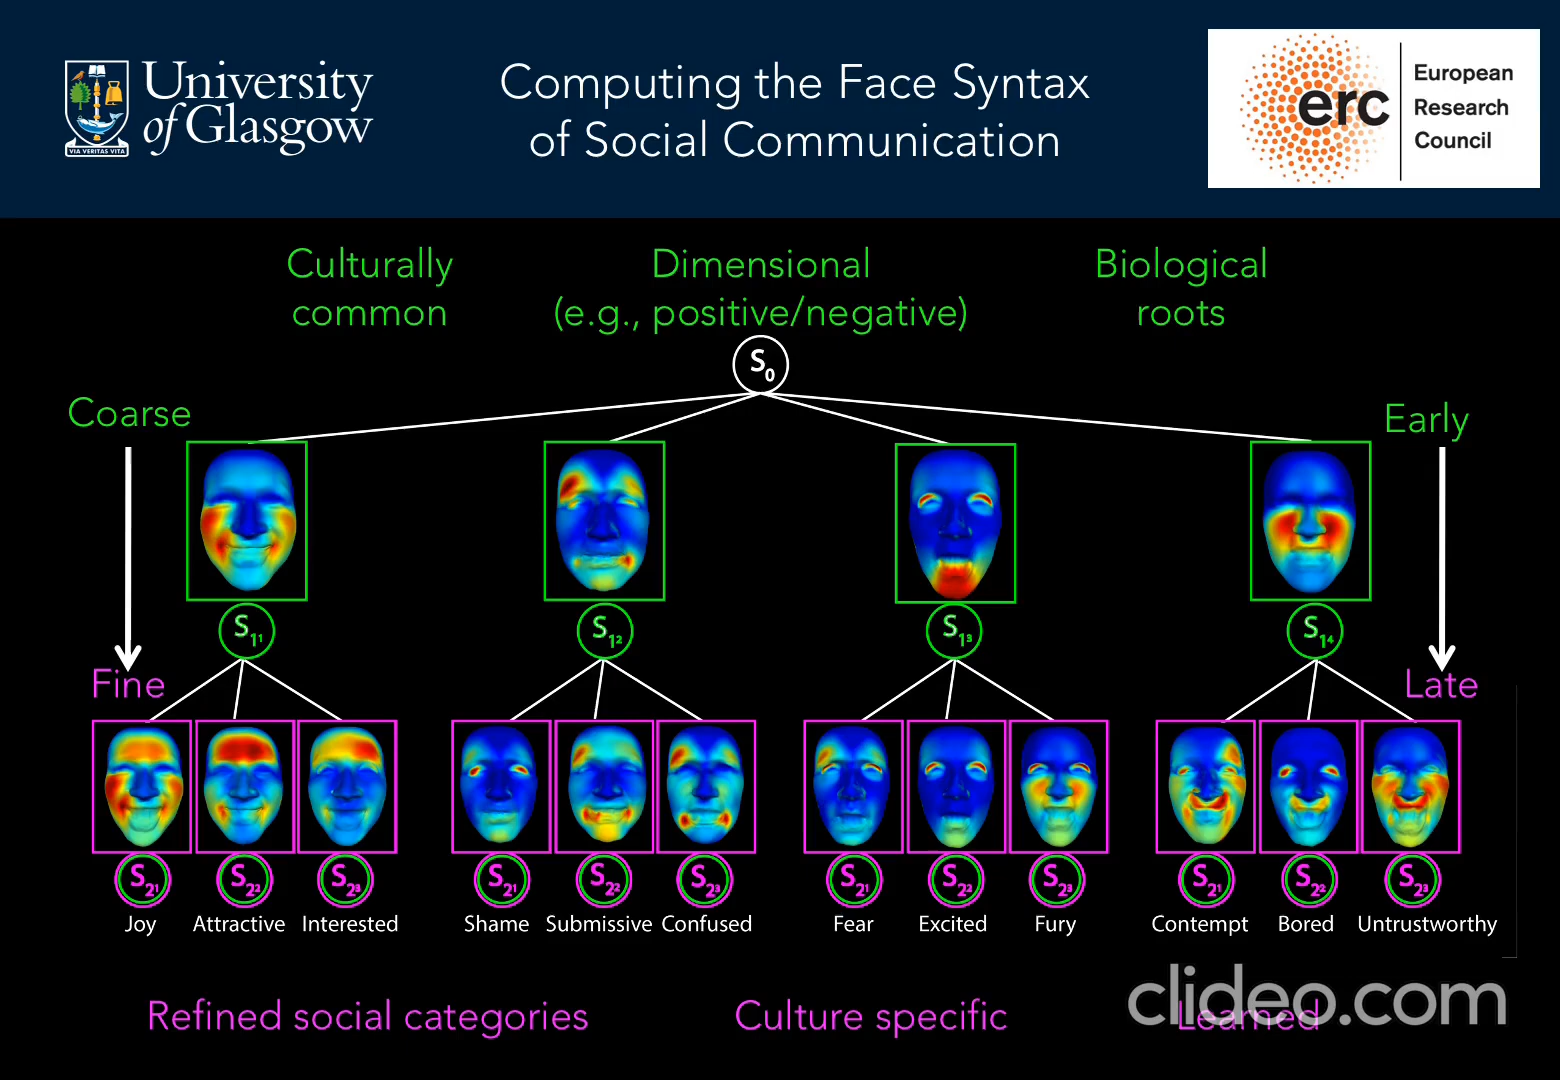 University
of Glasgow
VIA VERITAS VITA
Computing the Face Syntax
of Social Communication
erc
European
Research
Council
Culturally
common
Dimensional
(e.g., positive/negative)
Biological
roots
S0
Coarse
Early
S11
S12
S13
S14
Fine
Late
S21 S22 S23 S21 S22 S23 S21 S22 S23 S21 S22 S23
Joy Attractive Interested Shame Submissive Confused Fear Excited Fury Contempt Bored Untrustworthy
Refined social categories
Culture specific
Learned
clideo.com